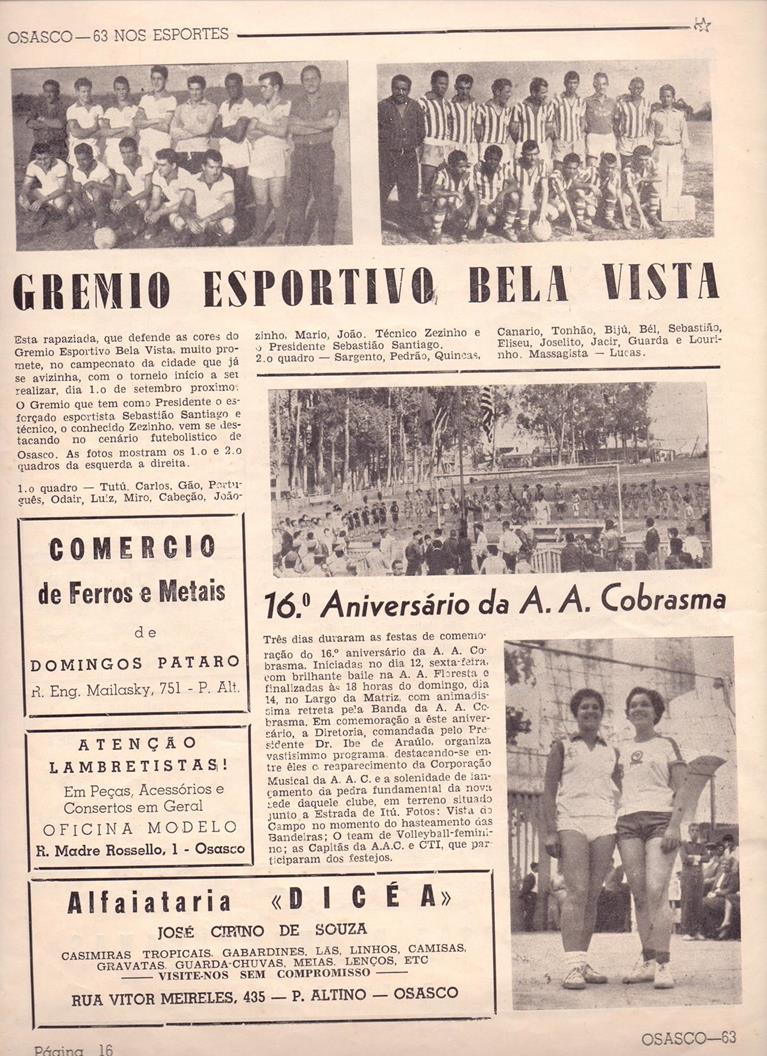 OSASCO—63 NOS ESPORTES
GREMIO ESPORTIVO BELA VISTA
Esta rapaziada, que defende as cores do
Gremio Esportivo Bela Vista, muito pro-
mete, no campeonato da cidade que já
se avizinha, com o torneio início a ser
realizar, dia 1.o de setembro proximo.
O Gremio que tem como Presidente o es-
forçado esportista Sebastião Santiago e
técnico, o conhecido Zezinho, vem se des-
tacando no cenário futebolistico de
Osasco. As fotos mostram os 1.o e 2.o
quadros da esquerda a direita.
1.o quadro — Tutú, Carlos, Gão, Portu-
guês, Odair, Luiz, Miro, Cabeção, João-
zinho, Mario, João. Técnico Zezinho e
o Presidente Sebastião Santiago.
2.o quadro — Sargento, Pedrão, Quincas,
Canario, Tonhão, Bijú, Bél, Sebastião,
Eliseu, Joselito, Jacir, Guarda e Louri-
nho. Massagista — Lucas.
COMERCIO
de Ferros e Metais
de
DOMINGOS PATARO
R. Eng. Mailasky, 751 - P. Alt.
ATENÇÃO
LAMBRETISTAS!
Em Peças, Acessórios e
Consertos em Geral
OFICINA MODELO
R. Madre Rossello, 1 - Osasco
16.º Aniversário da A. A. Cobrasma
Três dias duraram as festas de comemo-
ração do 16.º aniversário da A. A. Co-
brasma. Iniciadas no dia 12, sexta-feira,
com brilhante baile na A. A. Floresta e
finalizadas às 18 horas do domingo, dia
14, no Largo da Matriz, com animadis-
sima retreta pela Banda da A. A. Co-
brasma. Em comemoração a êste aniver-
sário, a Diretoria, comandada pelo Pre-
sidente Dr. Ibe de Araúlo, organiza
vastissimo programa, destacando-se en-
tre êles o reaparecimento da Corporação
Musical da A. A. C. e a solenidade de lan-
çamento da pedra fundamental da nova
sede daquele clube, em terreno situado
junto a Estrada de Itú. Fotos: Vista do
Campo no momento do hasteamento das
Bandeiras; O team de Volleyball-femini-
no; as Capitãs da A.A.C. e CTI, que par-
ticiparam dos festejos.
Alfaiataria «DICÉA»
JOSÉ CIRINO DE SOUZA
CASIMIRAS TROPICAIS, GABARDINES, LÃS, LINHOS, CAMISAS,
GRAVATAS, GUARDA-CHUVAS, MEIAS, LENÇOS, ETC
—— VISITE-NOS SEM COMPROMISSO ——
RUA VITOR MEIRELES, 435 — P. ALTINO — OSASCO
Página 16
OSASCO—63